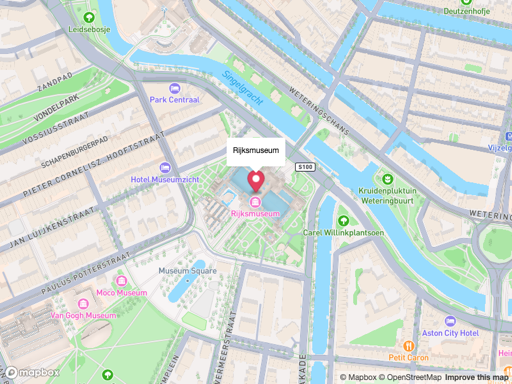 Leidsebosje
Deutzenhofje
ZANDPAD
VONDELPARK
Park Centraal
Singelgracht
WETERINGSCHANS
VOSSIUSSTRAAT
SCHAPENBURGERPAD
PIETER CORNELISZ. HOOFTSTRAAT
Rijksmuseum
S100
Hotel Museumzicht
Kruidenpluktuin
Weteringbuurt
Rijksmuseum
JAN LUIJKENSTRAAT
Carel Willinkplantsoen
PAULUS POTTERSTRAAT
Museum Square
Moco Museum
Van Gogh Museum
Aston City Hotel
Petit Caron
© Mapbox © OpenStreetMap Improve this map
mapbox